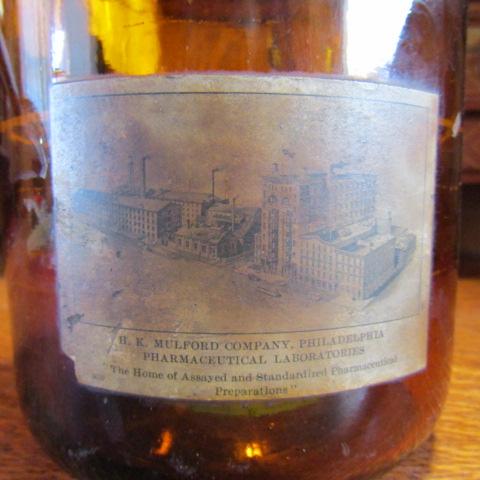 H. K. MULFORD COMPANY, PHILADELPHIA
PHARMACEUTICAL LABORATORIES
"The Home of Assayed and Standardized Pharmaceutical
Preparations"